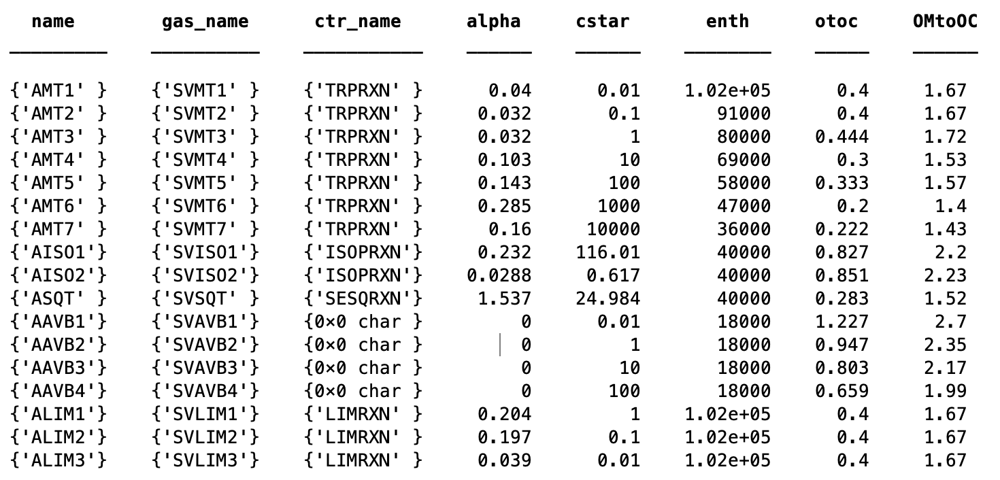 name gas_name ctr_name alpha cstar enth otoc OMtoOC
{'AMT1' } {'SVMT1' } {'TRPRXN' } 0.04 0.01 1.02e+05 0.4 1.67
{'AMT2' } {'SVMT2' } {'TRPRXN' } 0.032 0.1 91000 0.4 1.67
{'AMT3' } {'SVMT3' } {'TRPRXN' } 0.032 1 80000 0.444 1.72
{'AMT4' } {'SVMT4' } {'TRPRXN' } 0.103 10 69000 0.3 1.53
{'AMT5' } {'SVMT5' } {'TRPRXN' } 0.143 100 58000 0.333 1.57
{'AMT6' } {'SVMT6' } {'TRPRXN' } 0.285 1000 47000 0.2 1.4
{'AMT7' } {'SVMT7' } {'TRPRXN' } 0.16 10000 36000 0.222 1.43
{'AISO1'} {'SVISO1'} {'ISOPRXN'} 0.232 116.01 40000 0.827 2.2
{'AISO2'} {'SVISO2'} {'ISOPRXN'} 0.0288 0.617 40000 0.851 2.23
{'ASQT' } {'SVSQT' } {'SESQRXN'} 1.537 24.984 40000 0.283 1.52
{'AAVB1'} {'SVAVB1'} {0×0 char } 0 0.01 18000 1.227 2.7
{'AAVB2'} {'SVAVB2'} {0×0 char } 0 1 18000 0.947 2.35
{'AAVB3'} {'SVAVB3'} {0×0 char } 0 10 18000 0.803 2.17
{'AAVB4'} {'SVAVB4'} {0×0 char } 0 100 18000 0.659 1.99
{'ALIM1'} {'SVLIM1'} {'LIMRXN' } 0.204 1 1.02e+05 0.4 1.67
{'ALIM2'} {'SVLIM2'} {'LIMRXN' } 0.197 0.1 1.02e+05 0.4 1.67
{'ALIM3'} {'SVLIM3'} {'LIMRXN' } 0.039 0.01 1.02e+05 0.4 1.67